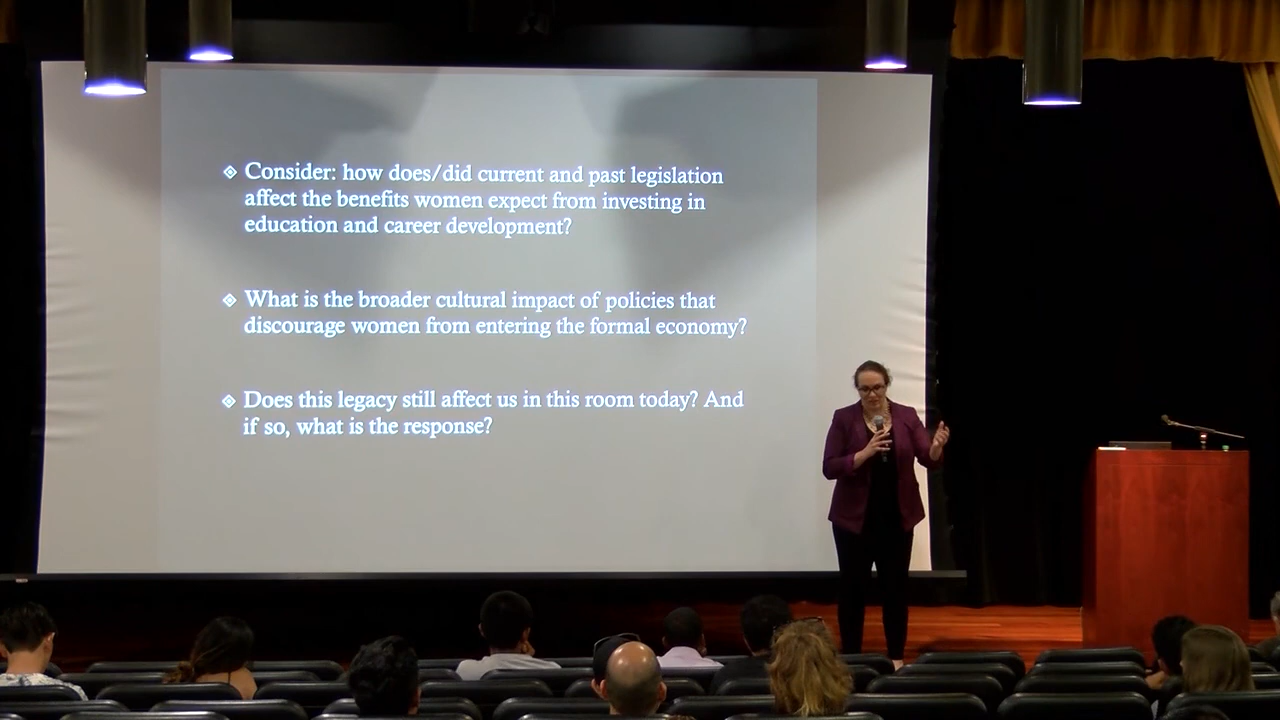 Consider: how does/did current and past legislation
affect the benefits women expect from investing in
education and career development?
What is the broader cultural impact of policies that
discourage women from entering the formal economy?
Does this legacy still affect us in this room today? And
if so, what is the response?